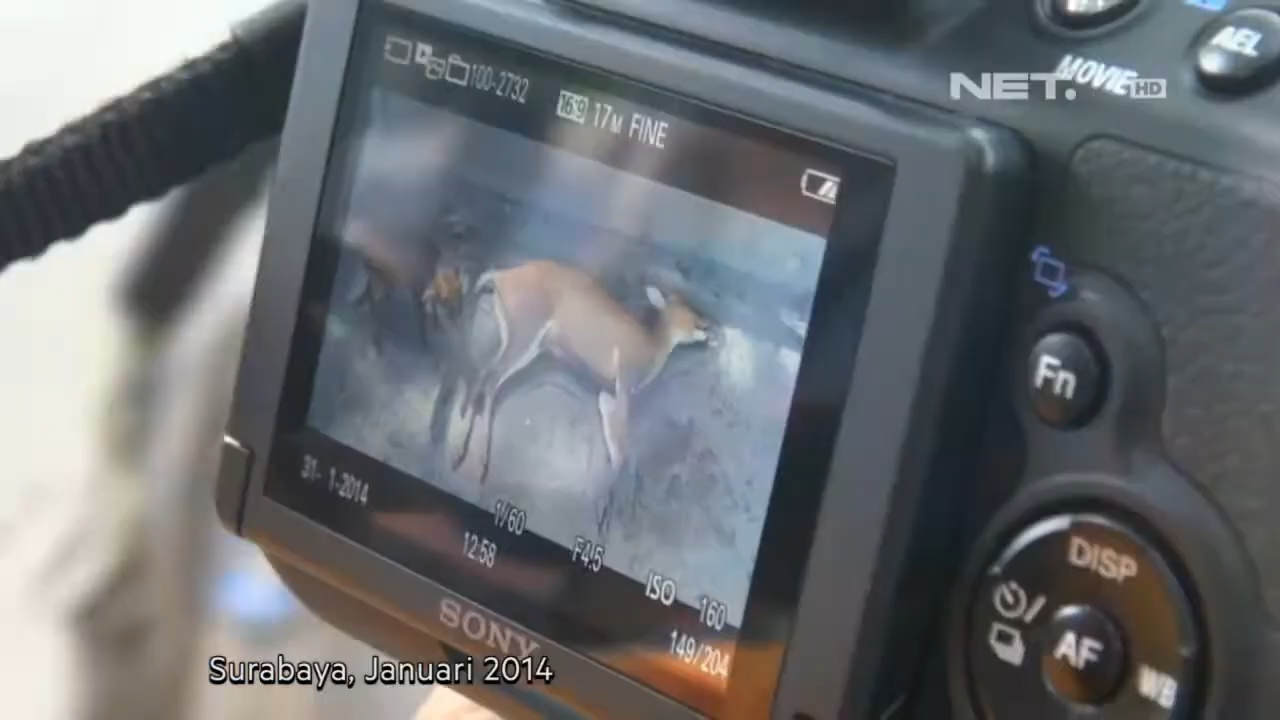 100-2732 16:9 17M FINE
NET. HD
MOVIE
AEL
Fn
31- 1-2014
1/60
F4.5
ISO 160
12:58
149/204
SONY
DISP
AF
WB
Surabaya, Januari 2014